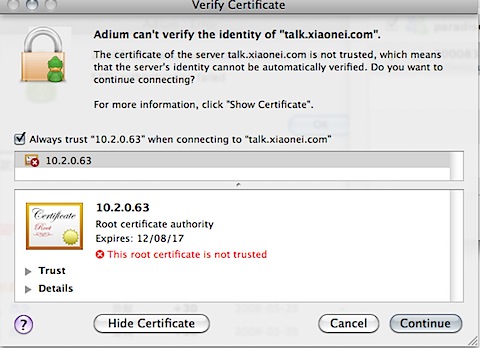 Verify Certificate
Adium can't verify the identity of "talk.xiaonei.com".
The certificate of the server talk.xiaonei.com is not trusted, which means
that the server's identity cannot be automatically verified. Do you want to
continue connecting?
For more information, click "Show Certificate".
Always trust “10.2.0.63” when connecting to “talk.xiaonei.com”
10.2.0.63
Certificate
Root
10.2.0.63
Root certificate authority
Expires: 12/08/17
This root certificate is not trusted
Trust
Details
?
Hide Certificate
Cancel
Continue